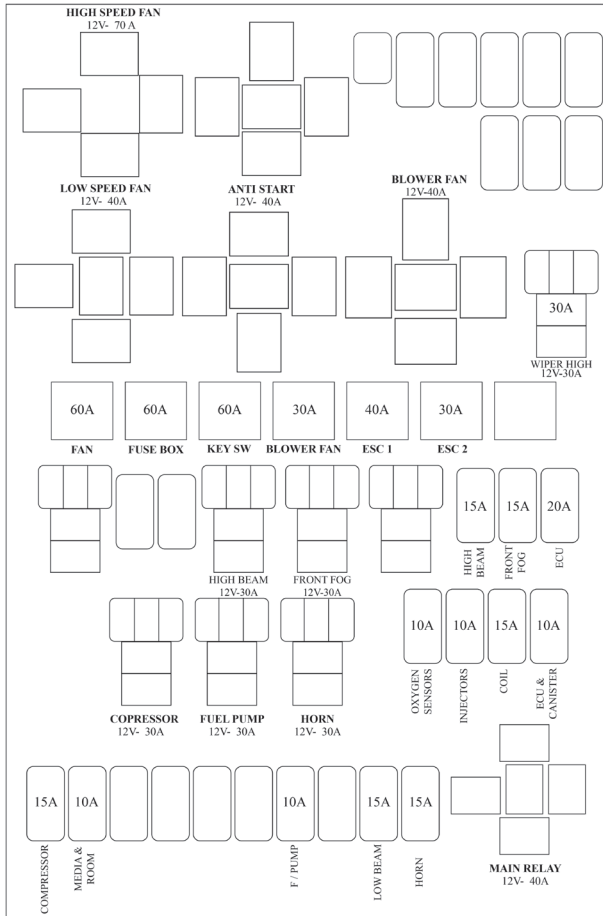 HIGH SPEED FAN
12V- 70 A
LOW SPEED FAN
12V- 40A
ANTI START
12V- 40A
BLOWER FAN
12V-40A
30A
WIPER HIGH
12V-30A
60A
60A
60A
30A
40A
30A
FAN
FUSE BOX
KEY SW
BLOWER FAN
ESC 1
ESC 2
15A
15A
20A
HIGH
BEAM
FRONT
FOG
ECU
HIGH BEAM
12V-30A
FRONT FOG
12V-30A
10A
10A
15A
10A
OXYGEN
SENSORS
INJECTORS
COIL
ECU &
CANISTER
COPRESSOR
12V- 30A
FUEL PUMP
12V- 30A
HORN
12V- 30A
15A
10A
10A
15A
15A
COMPRESSOR
MEDIA &
ROOM
F / PUMP
LOW BEAM
HORN
MAIN RELAY
12V- 40A